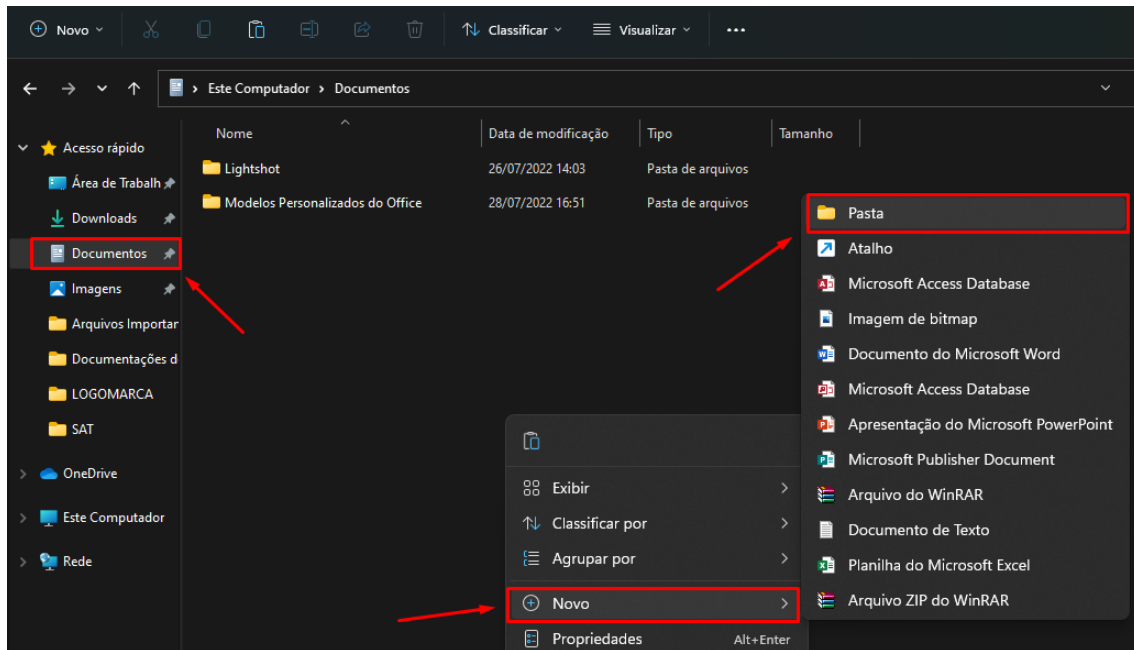 Novo
Classificar
Visualizar
Este Computador > Documentos
Nome
Data de modificação
Tipo
Tamanho
Acesso rápido
Área de Trabalh
Downloads
Documentos
Imagens
Arquivos Importar
Documentações d
LOGOMARCA
SAT
OneDrive
Este Computador
Rede
Lightshot 26/07/2022 14:03 Pasta de arquivos
Modelos Personalizados do Office 28/07/2022 16:51 Pasta de arquivos
Exibir
Classificar por
Agrupar por
Novo
Propriedades Alt+Enter
Pasta
Atalho
Microsoft Access Database
Imagem de bitmap
Documento do Microsoft Word
Microsoft Access Database
Apresentação do Microsoft PowerPoint
Microsoft Publisher Document
Arquivo do WinRAR
Documento de Texto
Planilha do Microsoft Excel
Arquivo ZIP do WinRAR